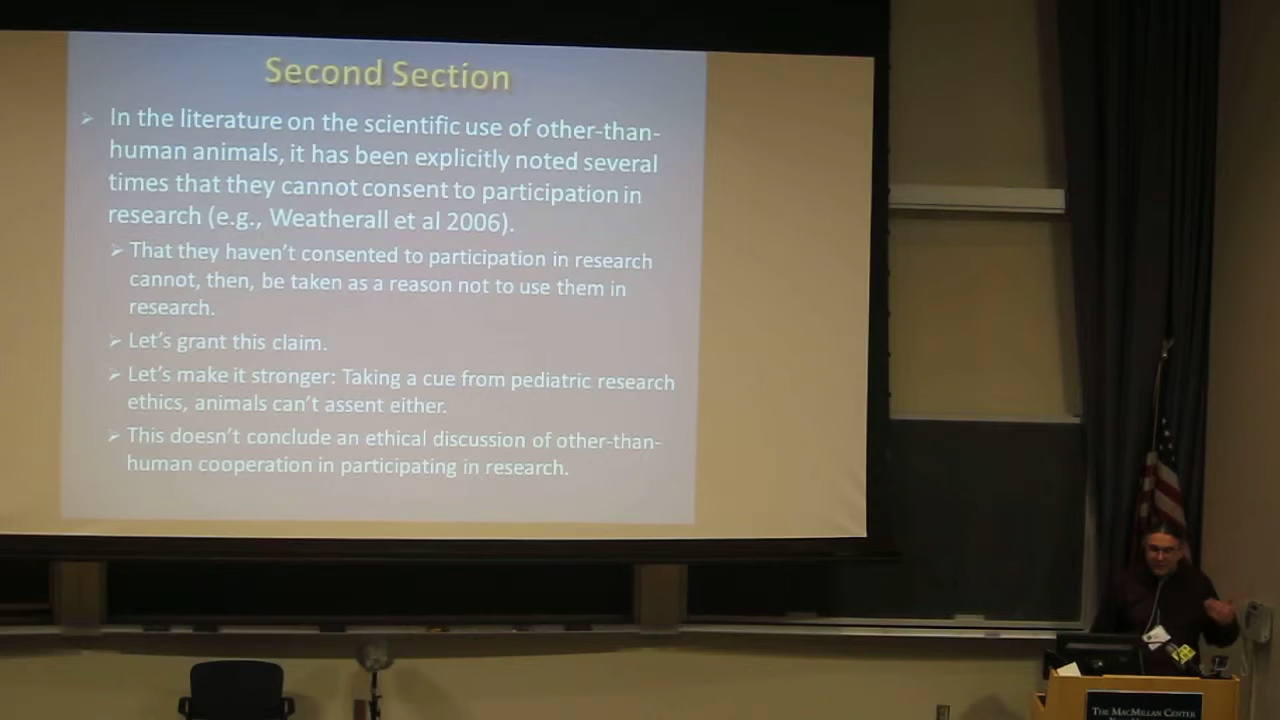 Second Section
➢ In the literature on the scientific use of other-than-
human animals, it has been explicitly noted several
times that they cannot consent to participation in
research (e.g., Weatherall et al 2006).
➢ That they haven't consented to participation in research
cannot, then, be taken as a reason not to use them in
research.
➢ Let's grant this claim.
➢ Let's make it stronger: Taking a cue from pediatric research
ethics, animals can't assent either.
➢ This doesn't conclude an ethical discussion of other-than-
human cooperation in participating in research.
THE MACMILLAN CENTER